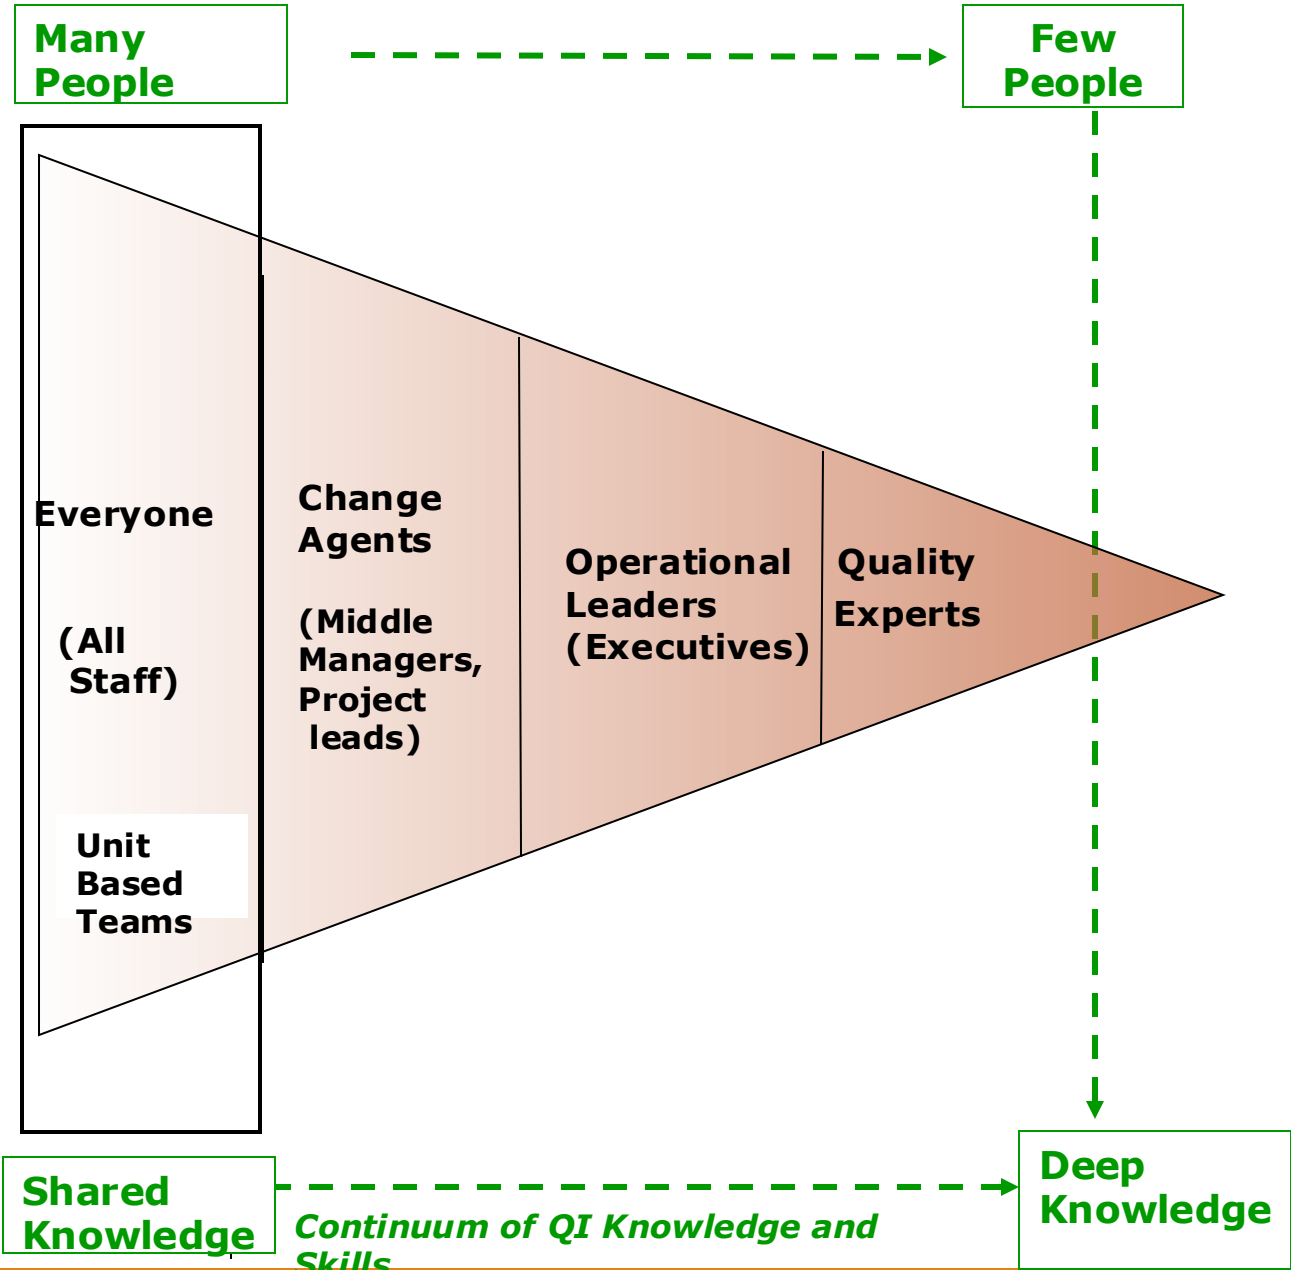 Many
People
Few
People
Everyone
(All
Staff)
Unit
Based
Teams
Change
Agents
(Middle
Managers,
Project
leads)
Operational
Leaders
(Executives)
Quality
Experts
Shared
Knowledge
Continuum of QI Knowledge and
Skills
Deep
Knowledge